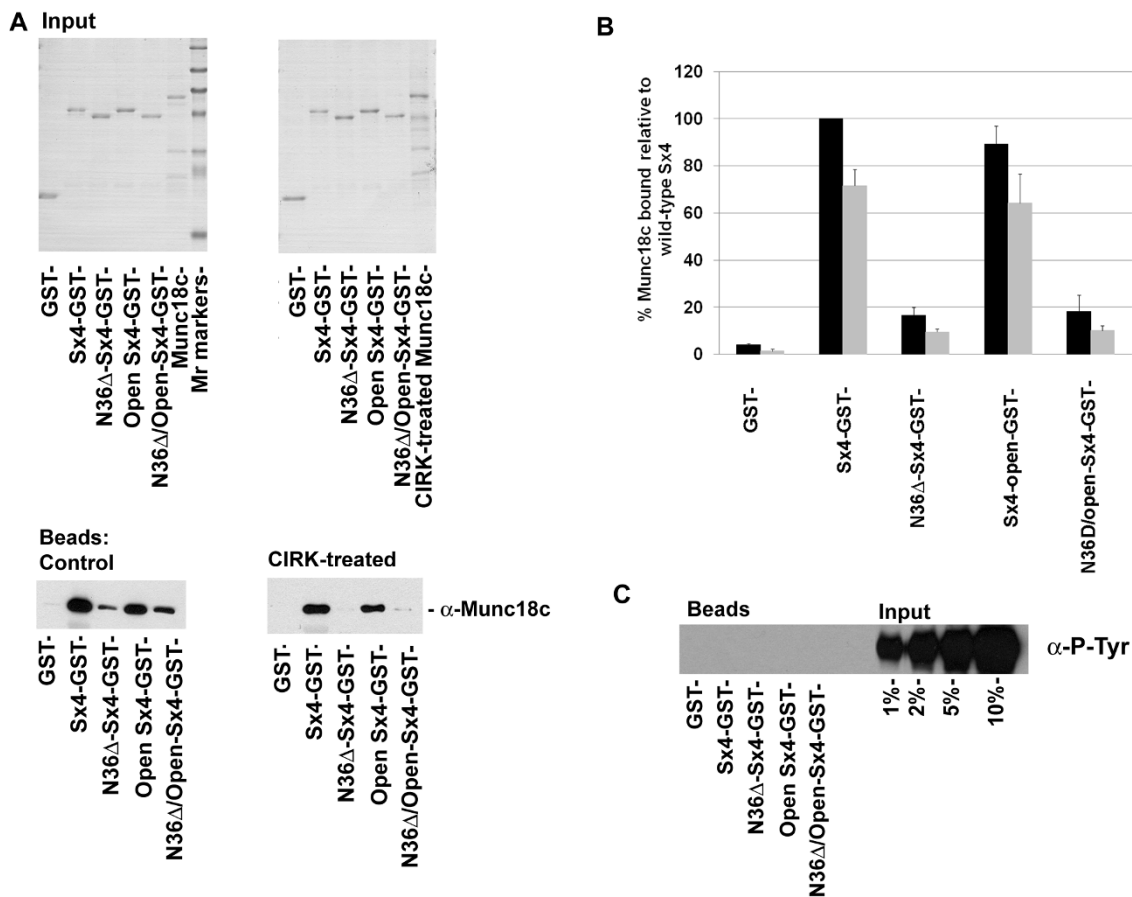 A
Input
GST-
Sx4-GST-
N36Δ-Sx4-GST-
Open Sx4-GST-
N36Δ/Open-Sx4-GST-
Munc18c-
Mr markers-
GST-
Sx4-GST-
N36Δ-Sx4-GST-
Open Sx4-GST-
N36Δ/Open-Sx4-GST-
CIRK-treated Munc18c-
Beads:
Control
CIRK-treated
- α-Munc18c
GST-
Sx4-GST-
N36Δ-Sx4-GST-
Open Sx4-GST-
N36Δ/Open-Sx4-GST-
GST-
Sx4-GST-
N36Δ-Sx4-GST-
Open Sx4-GST-
N36Δ/Open-Sx4-GST-
B
% Munc18c bound relative to
wild-type Sx4
120
100
80
60
40
20
0
GST-
Sx4-GST-
N36Δ-Sx4-GST-
Sx4-open-GST-
N36D/open-Sx4-GST-
C
Beads
Input
α-P-Tyr
GST-
Sx4-GST-
N36Δ-Sx4-GST-
Open Sx4-GST-
N36Δ/Open-Sx4-GST-
1%-
2%-
5%-
10%-